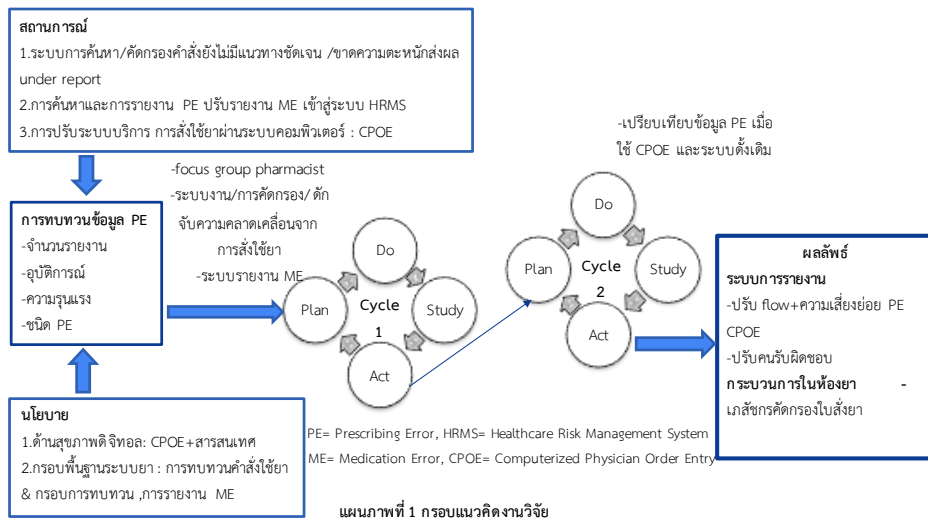 สถานการณ์
1.ระบบการค้นหา/คัดกรองคำสั่งยังไม่มีแนวทางชัดเจน /ขาดความตะหนักส่งผล
under report
2.การค้นหาและการรายงาน PE ปรับรายงาน ME เข้าสู่ระบบ HRMS
3.การปรับระบบบริการ การสั่งใช้ยาผ่านระบบคอมพิวเตอร์ : CPOE
การทบทวนข้อมูล PE
-จำนวนรายงาน
-อุบัติการณ์
-ความรุนแรง
-ชนิด PE
นโยบาย
1.ด้านสุขภาพดิจิทอล: CPOE+สารสนเทศ
2.กรอบพื้นฐานระบบยา : การทบทวนคำสั่งใช้ยา
& กรอบการทบทวน ,การรายงาน ME
-focus group pharmacist
-ระบบงาน/การคัดกรอง/ ดัก
จับความคลาดเคลื่อนจาก
การสั่งใช้ยา
-ระบบรายงาน ME
Do
Plan
Cycle
1
Study
Act
-เปรียบเทียบข้อมูล PE เมื่อ
ใช้ CPOE และระบบดั้งเดิม
Do
Plan
Cycle
2
Study
Act
ผลลัพธ์
ระบบการรายงาน
-ปรับ flow+ความเสี่ยงย่อย PE
CPOE
-ปรับคนรับผิดชอบ
กระบวนการในห้องยา -
เภสัชกรคัดกรองใบสั่งยา
PE= Prescribing Error, HRMS= Healthcare Risk Management System
ME= Medication Error, CPOE= Computerized Physician Order Entry
แผนภาพที่ 1 กรอบแนวคิดงานวิจัย